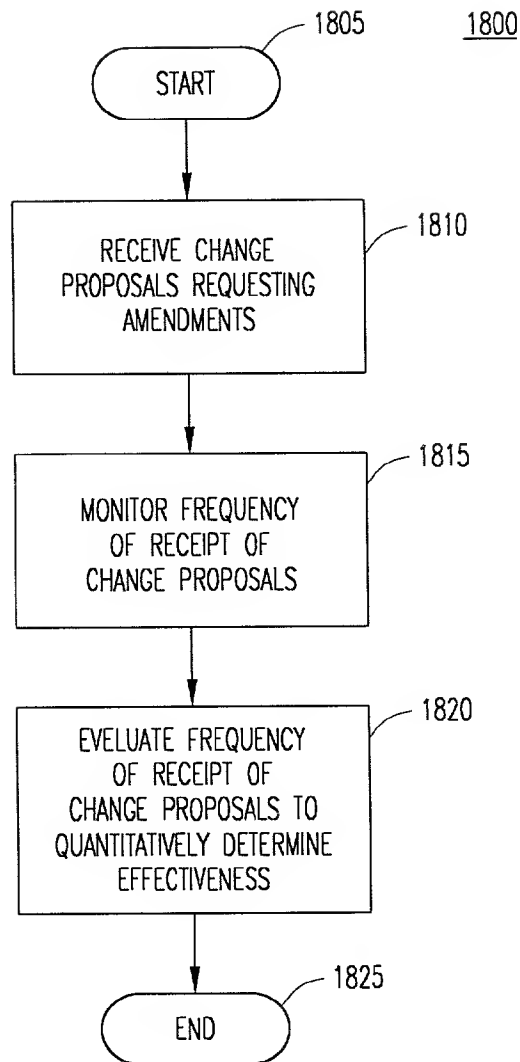 1805
1800
START
1810
RECEIVE CHANGE
PROPOSALS REQUESTING
AMENDMENTS
1815
MONITOR FREQUENCY
OF RECEIPT OF
CHANGE PROPOSALS
1820
EVELUATE FREQUENCY
OF RECEIPT OF
CHANGE PROPOSALS TO
QUANTITATIVELY DETERMINE
EFFECTIVENESS
1825
END